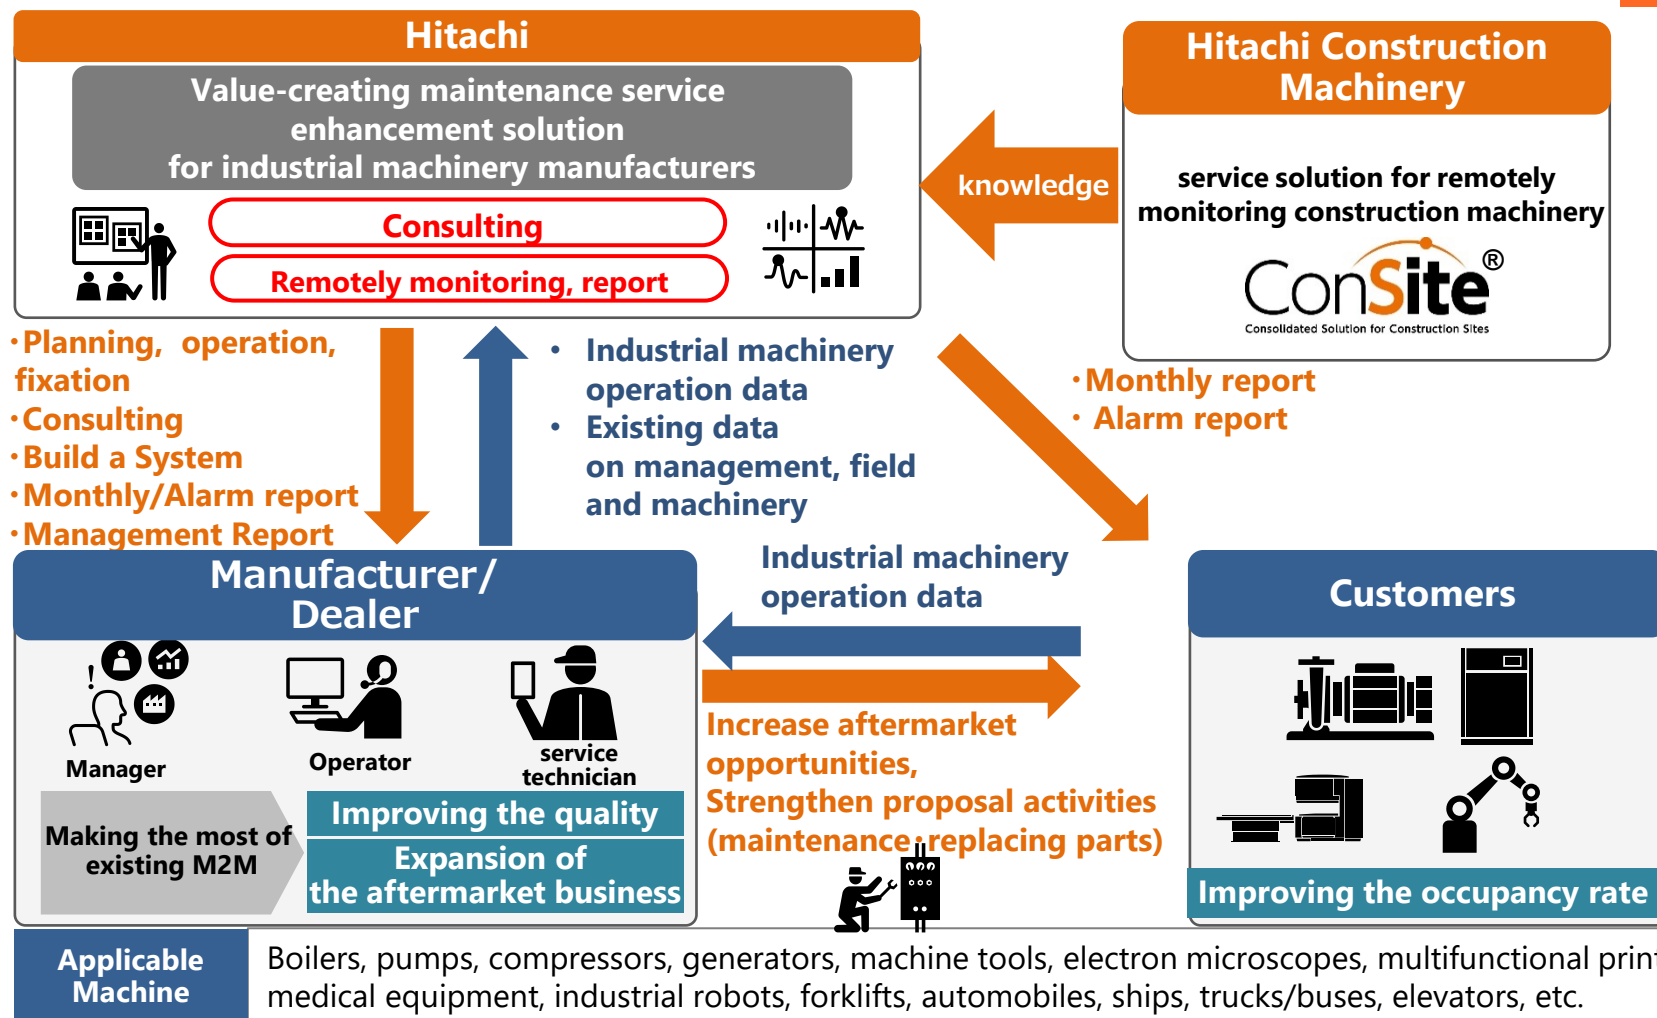 Hitachi
Value-creating maintenance service
enhancement solution
for industrial machinery manufacturers
Consulting
Remotely monitoring, report
knowledge
Hitachi Construction
Machinery
service solution for remotely
monitoring construction machinery
ConSite®
Consolidated Solution for Construction Sites
・Planning, operation,
fixation
・Consulting
・Build a System
・Monthly/Alarm report
・Management Report
• Industrial machinery
operation data
• Existing data
on management, field
and machinery
・Monthly report
・Alarm report
Manufacturer/
Dealer
Manager
Operator
service
technician
Making the most of
existing M2M
Improving the quality
Expansion of
the aftermarket business
Industrial machinery
operation data
Increase aftermarket
opportunities,
Strengthen proposal activities
(maintenance・replacing parts)
Customers
Improving the occupancy rate
Applicable
Machine
Boilers, pumps, compressors, generators, machine tools, electron microscopes, multifunctional print
medical equipment, industrial robots, forklifts, automobiles, ships, trucks/buses, elevators, etc.